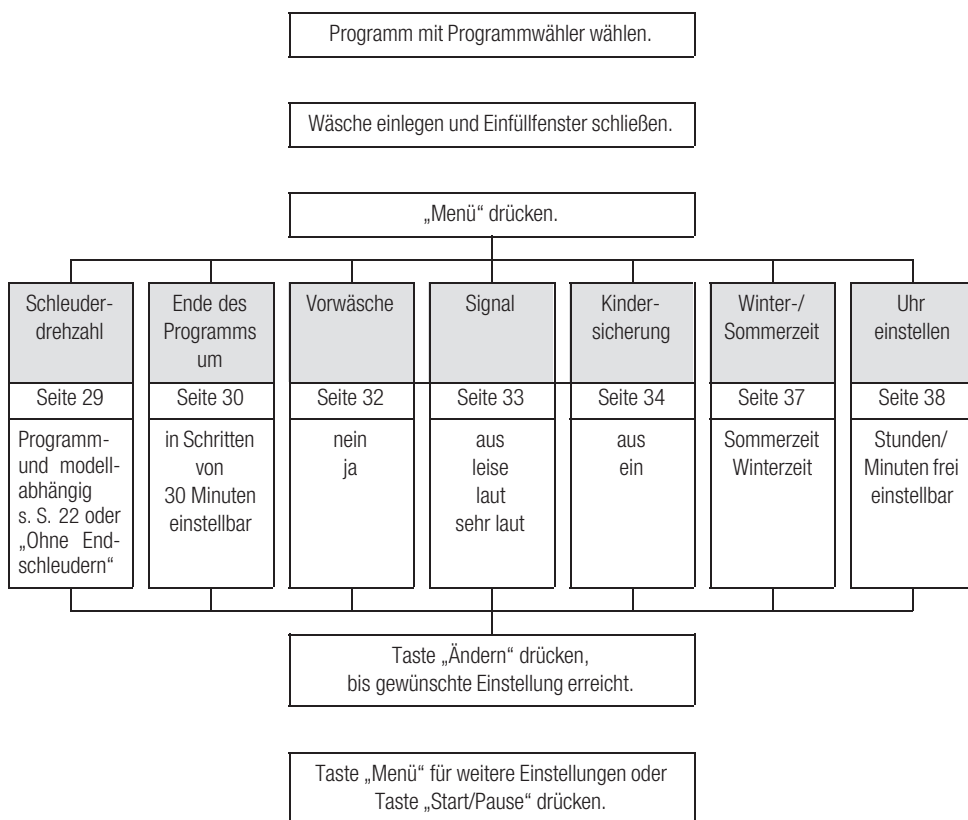 Programm mit Programmwähler wählen.
Wäsche einlegen und Einfüllfenster schließen.
„Menü“ drücken.
Schleuder-
drehzahl
Seite 29
Programm-
und modell-
abhängig
s. S. 22 oder
„Ohne End-
schleudern“
Ende des
Programms
um
Seite 30
in Schritten
von
30 Minuten
einstellbar
Vorwäsche
Seite 32
nein
ja
Signal
Seite 33
aus
leise
laut
sehr laut
Kinder-
sicherung
Seite 34
aus
ein
Winter-/
Sommerzeit
Seite 37
Sommerzeit
Winterzeit
Uhr
einstellen
Seite 38
Stunden/
Minuten frei
einstellbar
Taste „Ändern“ drücken,
bis gewünschte Einstellung erreicht.
Taste „Menü“ für weitere Einstellungen oder
Taste „Start/Pause“ drücken.